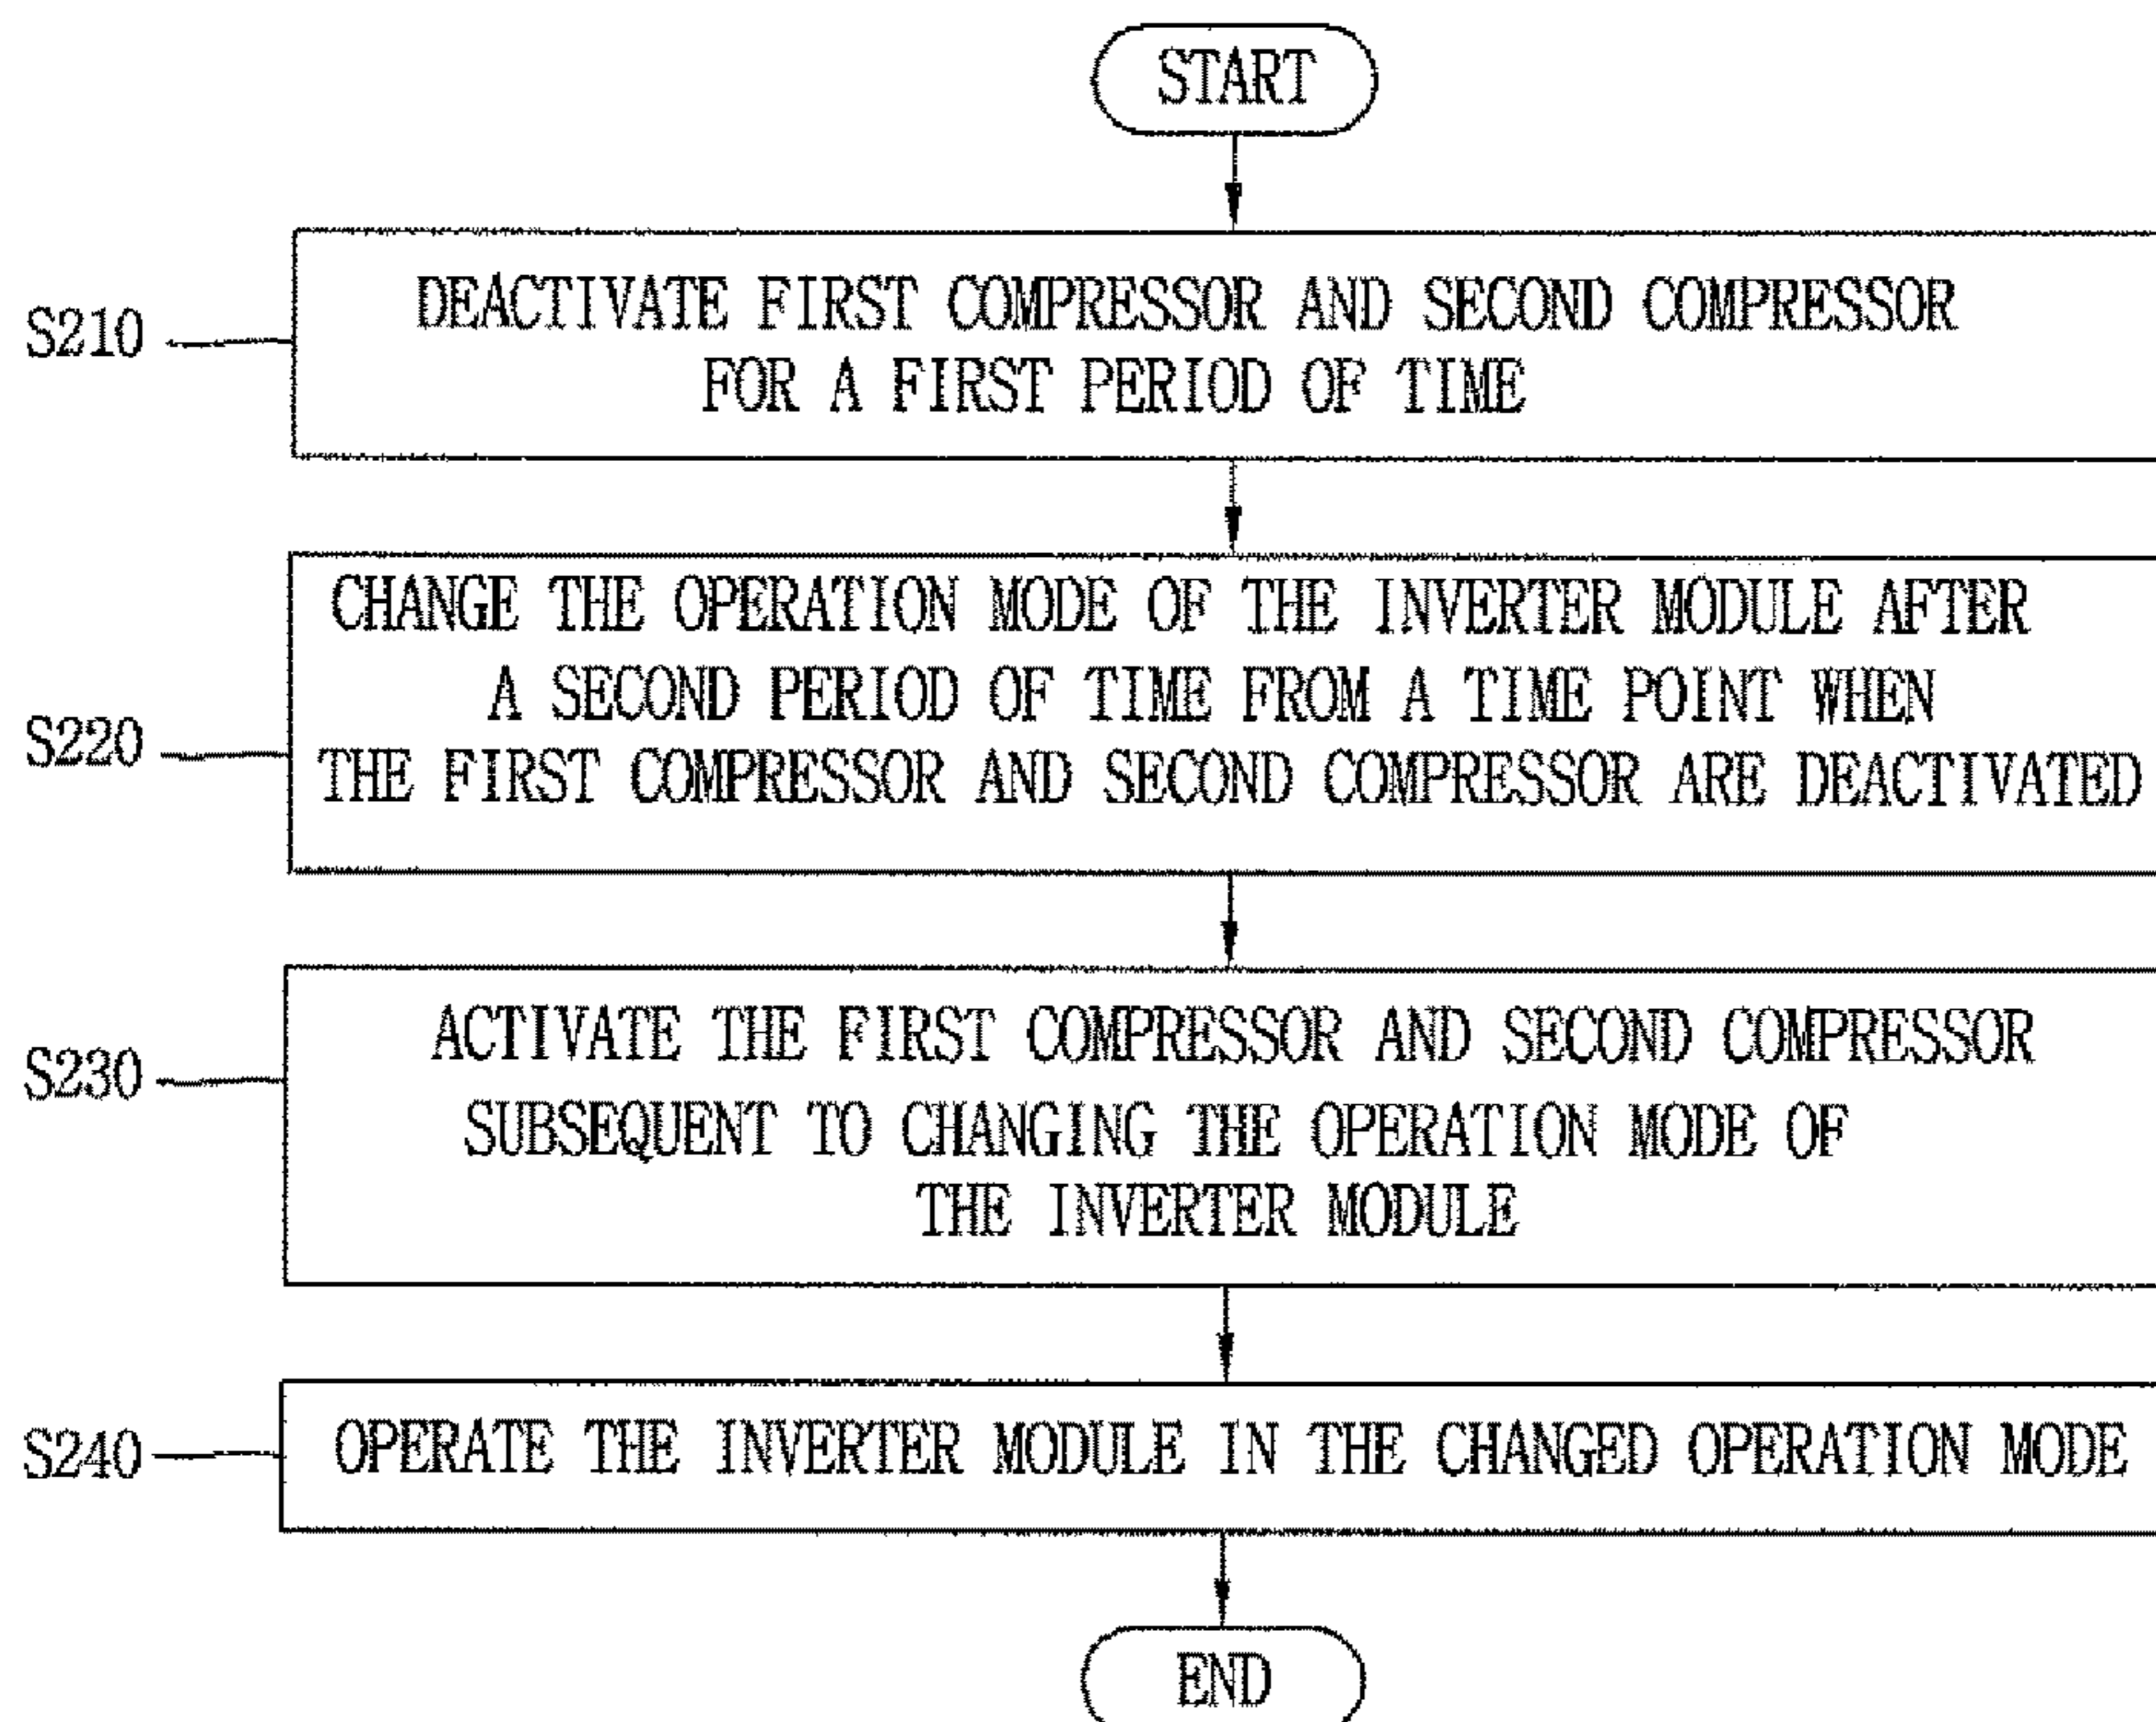 START
S210
DEACTIVATE FIRST COMPRESSOR AND SECOND COMPRESSOR
FOR A FIRST PERIOD OF TIME
S220
CHANGE THE OPERATION MODE OF THE INVERTER MODULE AFTER
A SECOND PERIOD OF TIME FROM A TIME POINT WHEN
THE FIRST COMPRESSOR AND SECOND COMPRESSOR ARE DEACTIVATED
S230
ACTIVATE THE FIRST COMPRESSOR AND SECOND COMPRESSOR
SUBSEQUENT TO CHANGING THE OPERATION MODE OF
THE INVERTER MODULE
S240
OPERATE THE INVERTER MODULE IN THE CHANGED OPERATION MODE
END